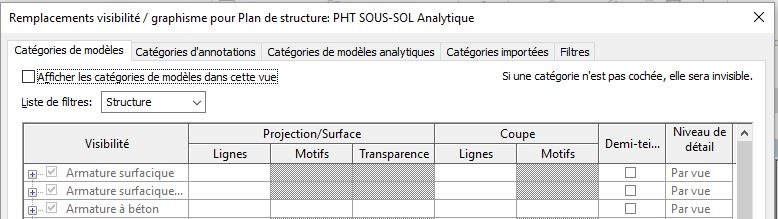 Remplacements visibilité / graphisme pour Plan de structure: PHT SOUS-SOL Analytique
Catégories de modèles Catégories d'annotations Catégories de modèles analytiques Catégories importées Filtres
Afficher les catégories de modèles dans cette vue Si une catégorie n'est pas cochée, elle sera invisible.
Liste de filtres: Structure
Visibilité Projection/Surface Coupe Demi-tei... Niveau de détail
Lignes Motifs Transparence Lignes Motifs
Armature surfacique Par vue
Armature surfacique... Par vue
Armature à béton Par vue